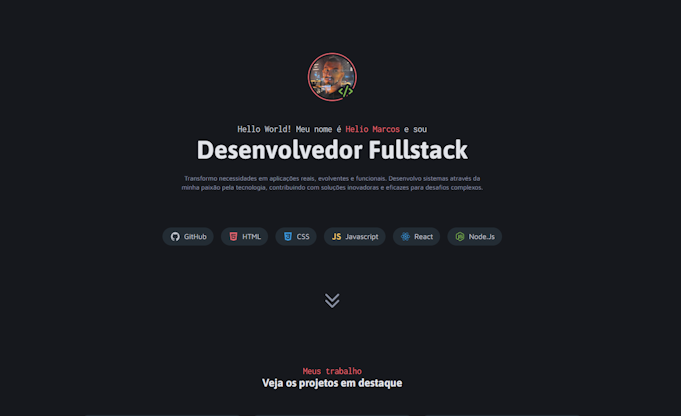 Hello World! Meu nome é Helio Marcos e sou
Desenvolvedor Fullstack
Transformo necessidades em aplicações reais, evolventes e funcionais. Desenvolvo sistemas através da
minha paixão pela tecnologia, contribuindo com soluções inovadoras e eficazes para desafios complexos.
GitHub HTML CSS JS Javascript React Node.Js
Meus trabalho
Veja os projetos em destaque